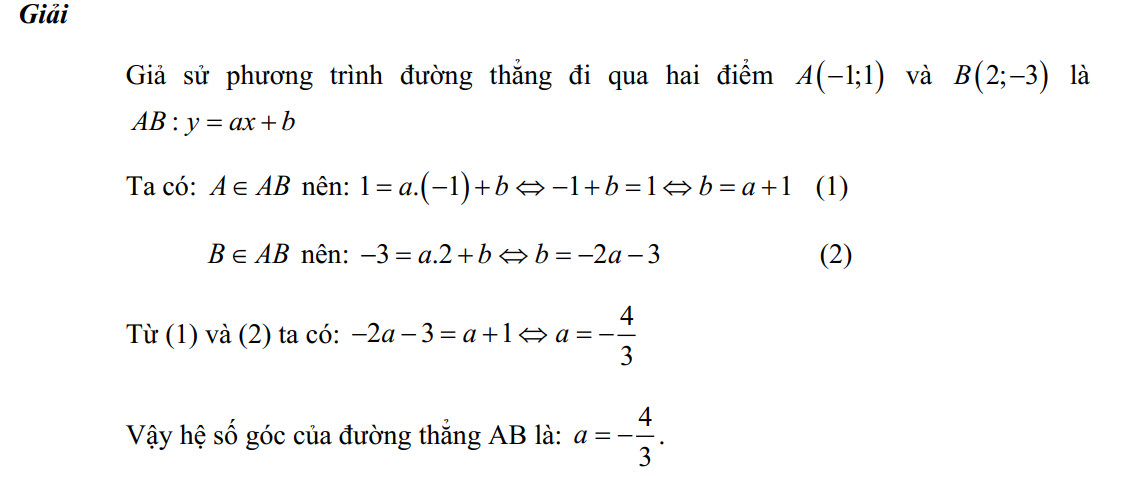 Giải
Giả sử phương trình đường thẳng đi qua hai điểm A(−1;1) và B(2;−3) là
AB : y = ax + b
Ta có: A ∈ AB nên: 1 = a.(−1) + b ⇔ −1 + b = 1 ⇔ b = a + 1 (1)
B ∈ AB nên: −3 = a.2 + b ⇔ b = −2a − 3 (2)
Từ (1) và (2) ta có: −2a − 3 = a + 1 ⇔ a = −4/3
Vậy hệ số góc của đường thẳng AB là: a = −4/3.